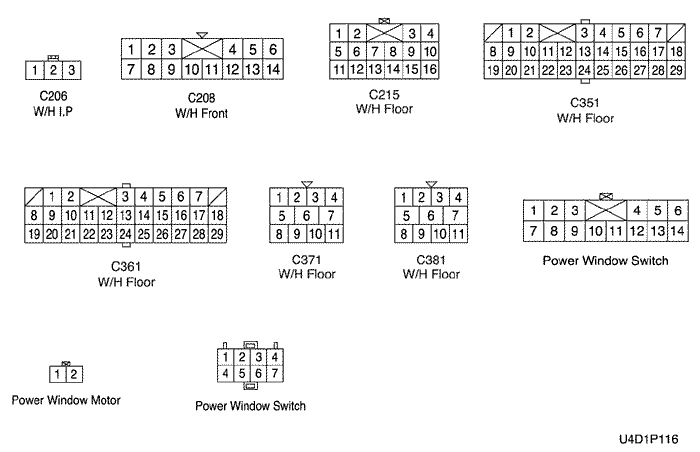 1 2 3
C206
W/H I.P
1 2 3 4 5 6
7 8 9 10 11 12 13 14
C208
W/H Front
1 2 3 4
5 6 7 8 9 10
11 12 13 14 15 16
C215
W/H Floor
1 2 3 4 5 6 7
8 9 10 11 12 13 14 15 16 17 18
19 20 21 22 23 24 25 26 27 28 29
C351
W/H Floor
1 2 3 4 5 6 7
8 9 10 11 12 13 14 15 16 17 18
19 20 21 22 23 24 25 26 27 28 29
C361
W/H Floor
1 2 3 4
5 6 7
8 9 10 11
C371
W/H Floor
1 2 3 4
5 6 7
8 9 10 11
C381
W/H Floor
1 2 3 4 5 6
7 8 9 10 11 12 13 14
Power Window Switch
1 2
Power Window Motor
1 2 3 4
4 5 6 7
Power Window Switch
U4D1P116